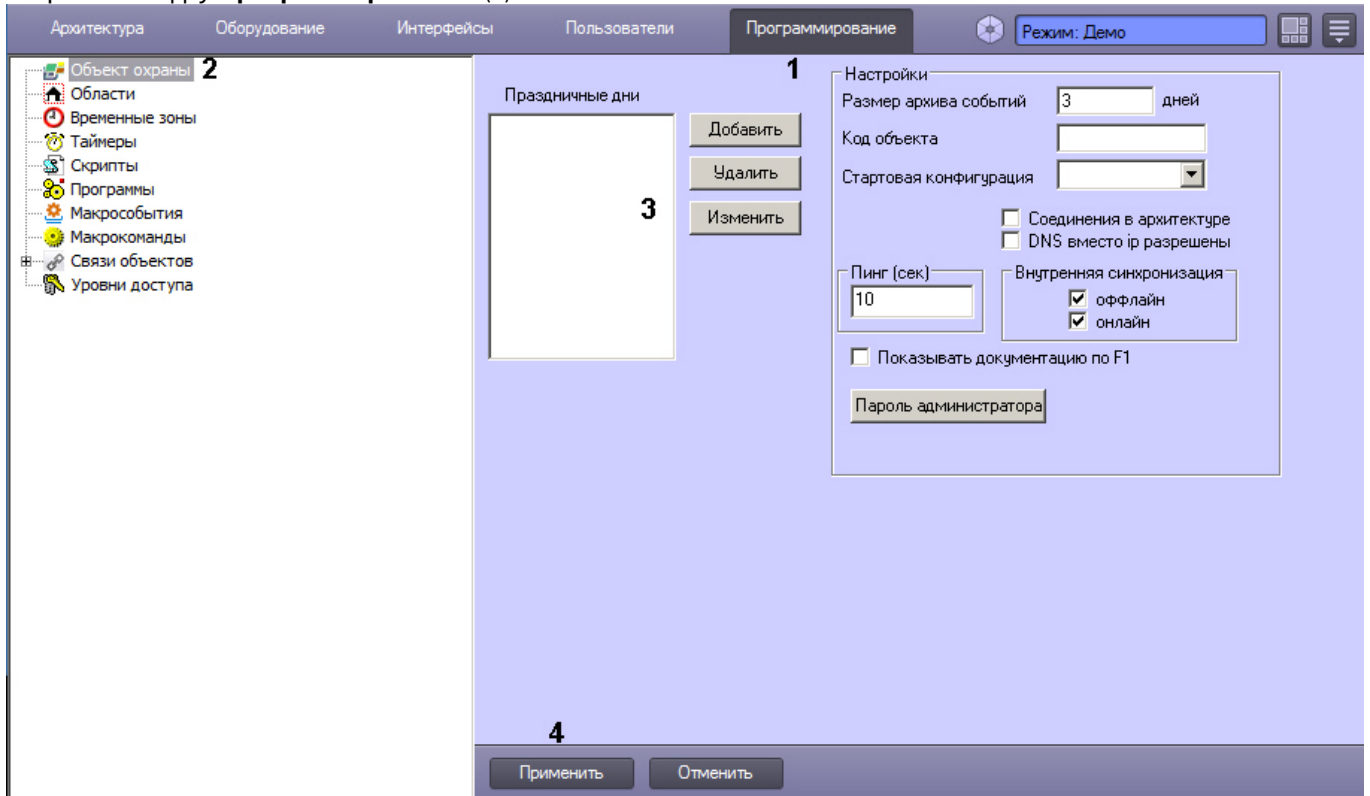 Архитектура Оборудование Интерфейсы Пользователи Программирование Режим: Демо
Объект охраны 2
Области
Временные зоны
Таймеры
Скрипты
Программы
Макрособытия
Макрокоманды
Связи объектов
Уровни доступа
1
Праздничные дни
Добавить
Удалить
3 Изменить
Настройки
Размер архива событий 3 дней
Код объекта
Стартовая конфигурация
Соединения в архитектуре
DNS вместо ip разрешены
Пинг (сек) Внутренняя синхронизация
10 оффлайн
онлайн
Показывать документацию по F1
Пароль администратора
4
Применить Отменить